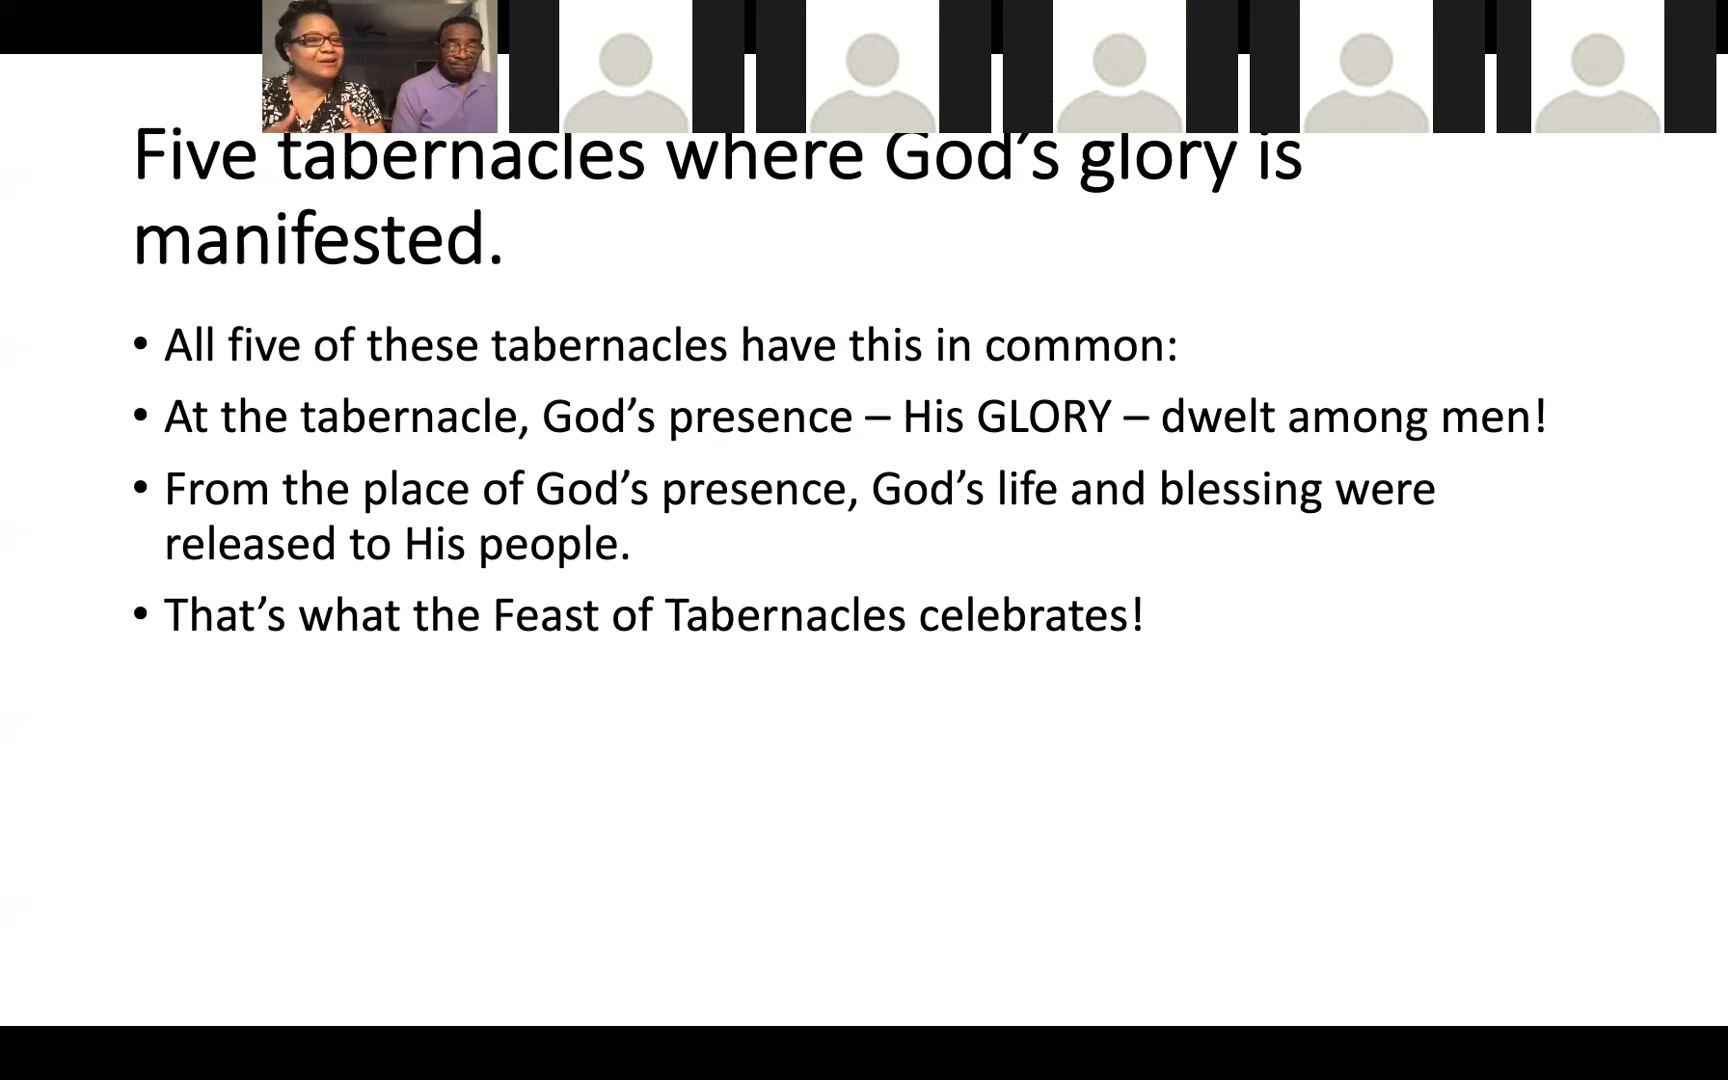 Five tabernacles where God’s glory is
manifested.
• All five of these tabernacles have this in common:
• At the tabernacle, God’s presence – His GLORY – dwelt among men!
• From the place of God’s presence, God’s life and blessing were
released to His people.
• That’s what the Feast of Tabernacles celebrates!